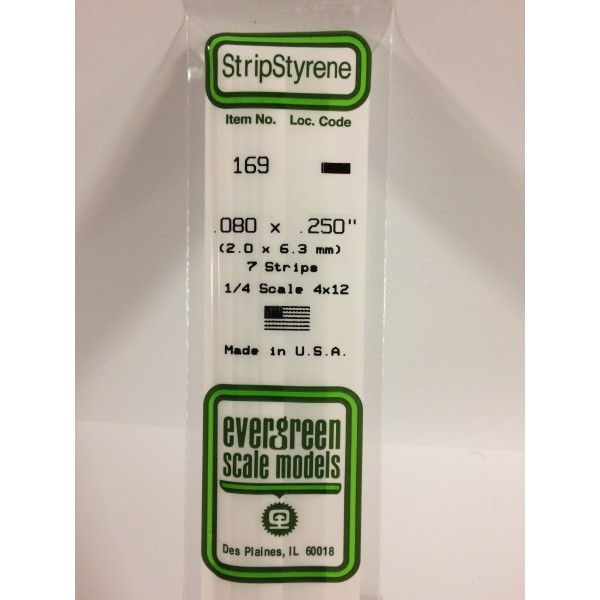 StripStyrene
Item No. Loc. Code
169
.080 x .250"
(2.0 x 6.3 mm)
7 Strips
1/4 Scale 4x12
Made in U.S.A.
evergreen
scale models
Des Plaines, IL 60018